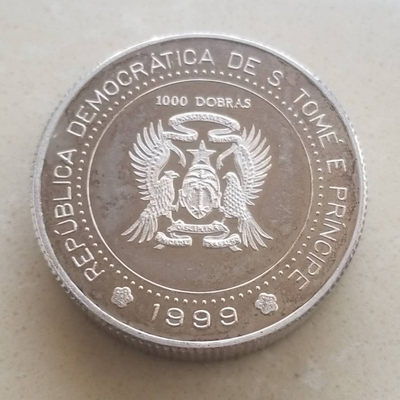 REPÚBLICA DEMOCRÁTICA DE S. TOMÉ E PRÍNCIPE
1000 DOBRAS
1999